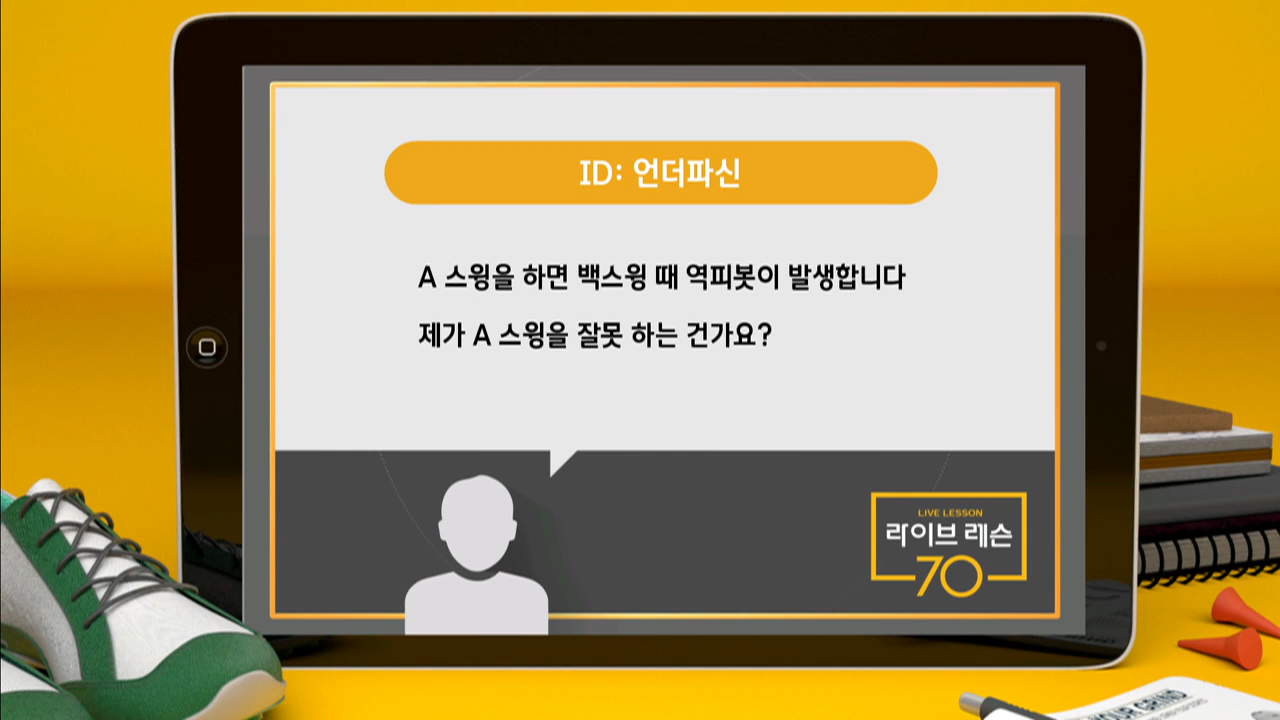 ID: 언더파신
A 스윙을 하면 백스윙 때 역피봇이 발생합니다
제가 A 스윙을 잘못 하는 건가요?
LIVE LESSON
라이브 레슨
70